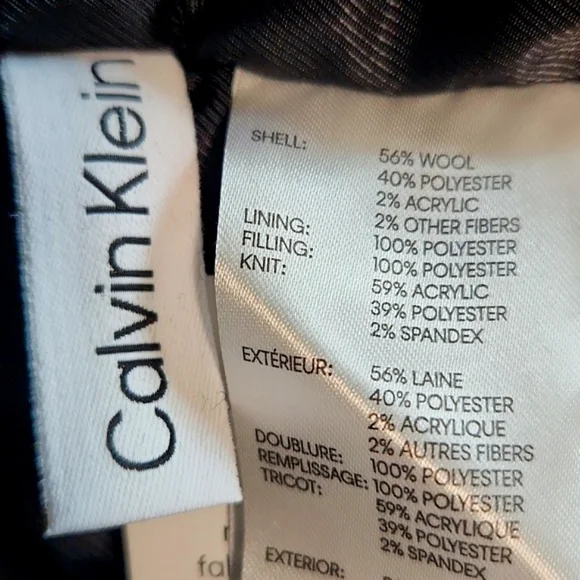 Calvin Klein
SHELL: 56% WOOL
40% POLYESTER
2% ACRYLIC
2% OTHER FIBERS
LINING: 100% POLYESTER
FILLING: 100% POLYESTER
KNIT: 59% ACRYLIC
39% POLYESTER
2% SPANDEX
EXTÉRIEUR: 56% LAINE
40% POLYESTER
2% ACRYLIQUE
2% AUTRES FIBERS
DOUBLURE: 100% POLYESTER
REMPLISSAGE: 100% POLYESTER
TRICOT: 59% ACRYLIQUE
39% POLYESTER
2% SPANDEX
EXTERIOR: